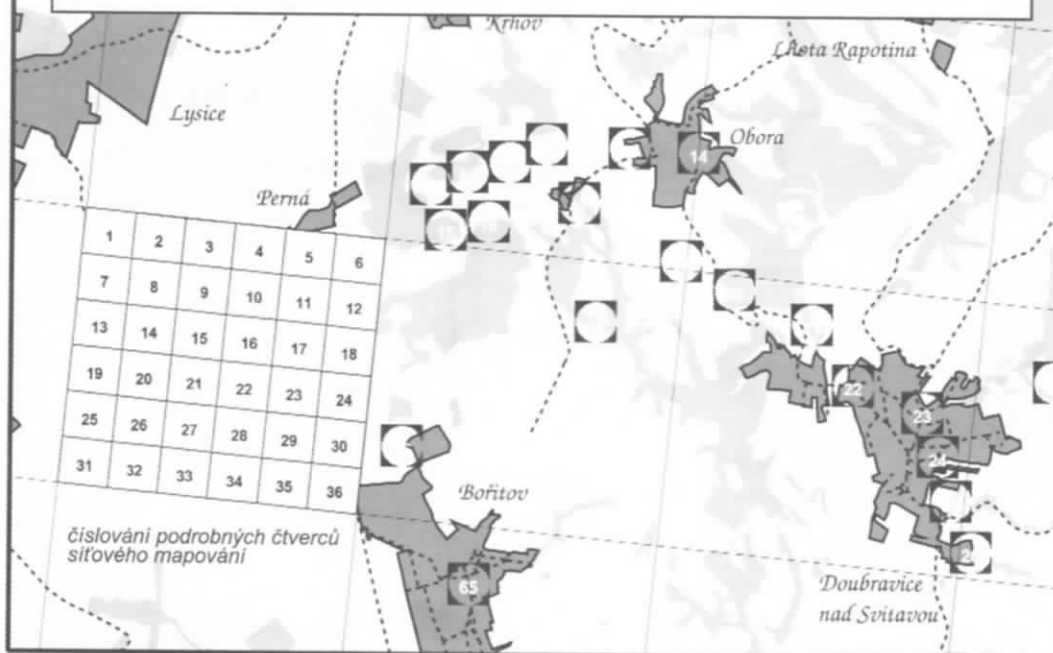 Krhov
Lhota Rapotina
Lysice
Obora
14
Perná
1 2 3 4 5 6
7 8 9 10 11 12
13 14 15 16 17 18
19 20 21 22 23 24
25 26 27 28 29 30
31 32 33 34 35 36
22
23
24
Bořitov
číslování podrobných čtverců
síťového mapování
65
Doubravice
nad Svitavou